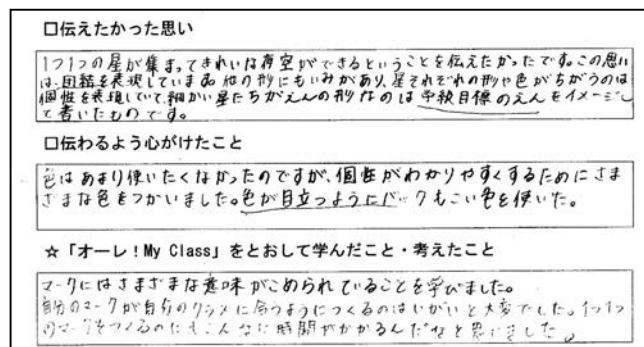 □伝えたかった思い
1つ1つの星が集まってきれいな夜空ができるということを伝えたかったです。この思い
は、団結を表現しています。他の形にもいみがあり、星それぞれの形や色がちがうのは
個性を表現していて、細かい星たちがえんの形なのは学級目標のえんをイメージし
て書いたものです。
□伝わるよう心がけたこと
色はあまり使いたくなかったのですが、個性がわかりやすくするためにさま
ざまな色をつかいました。色が目立つようにバックもこい色を使いた。
☆「オーレ！My Class」をとおして学んだこと・考えたこと
マークにはさまざまな意味がこめられていることを学びました。
自分のマークが自分のクラスに合うようにつくるのはいがいと大変でした。1つ1つ
のマークをつくるのにもこんなに時間がかかるんだなと思いました。